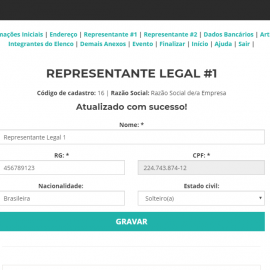 mações Iniciais | Endereço | Representante #1 | Representante #2 | Dados Bancários | Art
Integrantes do Elenco | Demais Anexos | Evento | Finalizar | Início | Ajuda | Sair |
REPRESENTANTE LEGAL #1
Código de cadastro: 16 | Razão Social: Razão Social de/a Empresa
Atualizado com sucesso!
Nome: *
Representante Legal 1
RG: * CPF: *
456789123 224.743.874-12
Nacionalidade: Estado civil:
Brasileira Solteiro(a)
GRAVAR